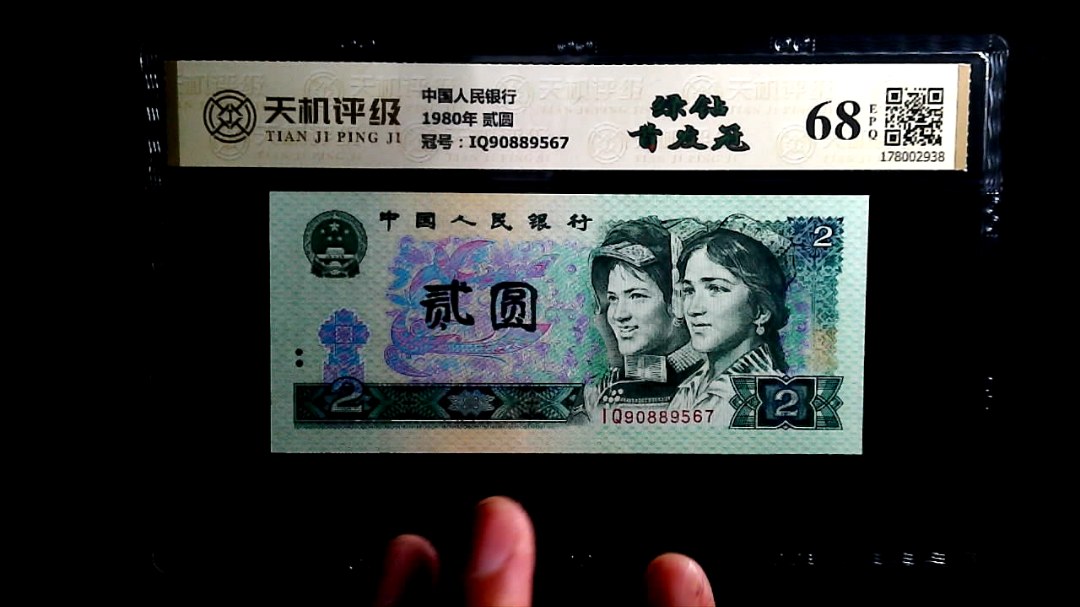 天机评级
TIAN JI PING JI
中国人民银行
1980年 贰圆
冠号：IQ90889567
绿钻
首发冠
68
EPQ
178002938
中国人民银行
2
贰圆
2
IQ90889567
2